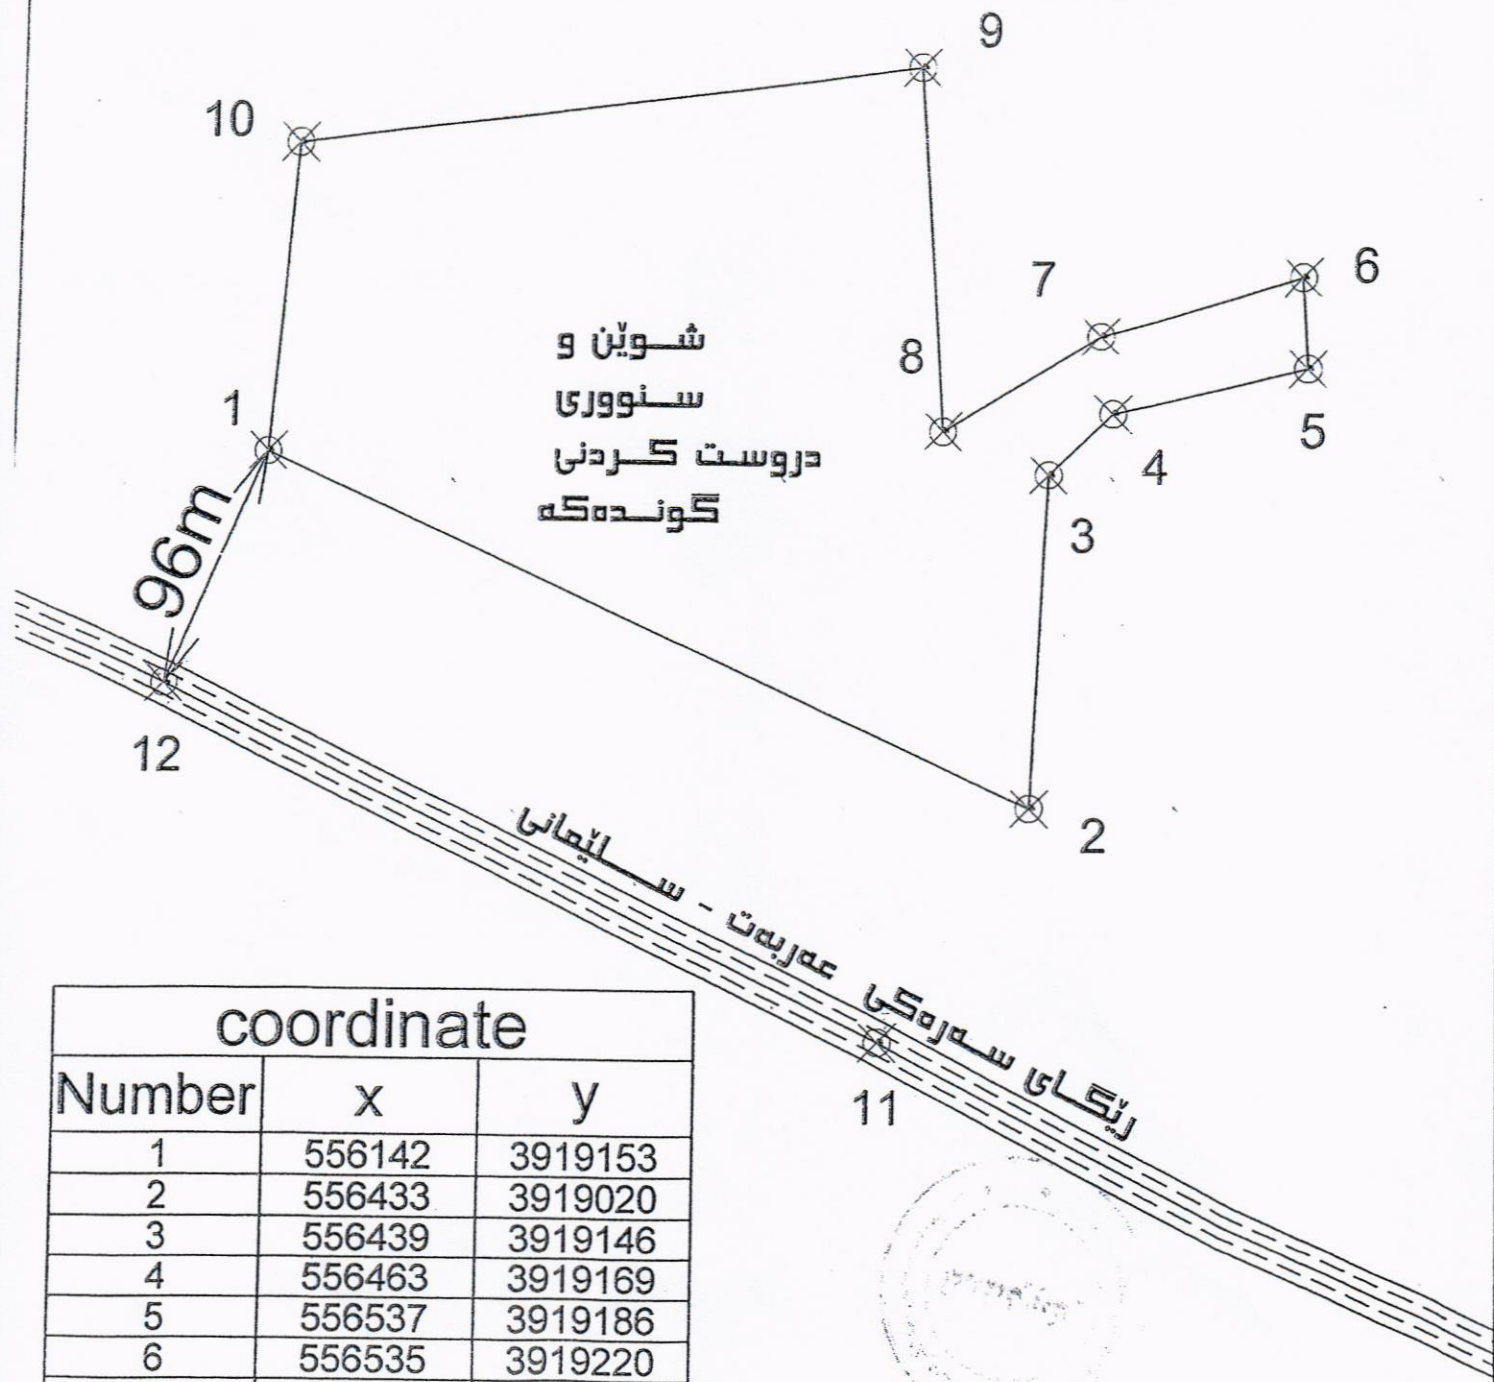 9
10
6
7
8
شوێن و
سنووری
دروست کردنی
گوندەکە
1
5
4
3
96m
12
2
ڕێگای سەرەکی عەربەت - سلێمانی
11
coordinate
Number x y
1 556142 3919153
2 556433 3919020
3 556439 3919146
4 556463 3919169
5 556537 3919186
6 556535 3919220